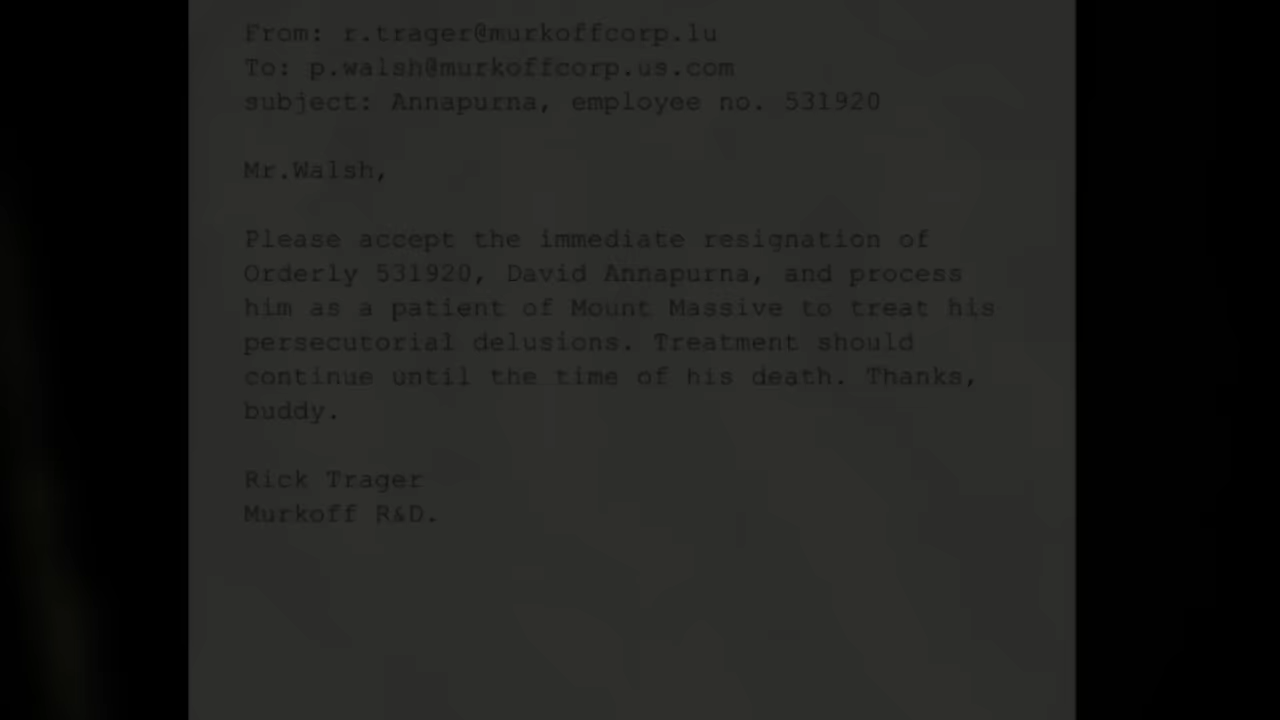 From: r.trager@murkoffcorp.lu
To: p.walsh@murkoffcorp.us.com
subject: Annapurna, employee no. 531920
Mr.Walsh,
Please accept the immediate resignation of
Orderly 531920, David Annapurna, and process
him as a patient of Mount Massive to treat his
persecutorial delusions. Treatment should
continue until the time of his death. Thanks,
buddy.
Rick Trager
Murkoff R&D.